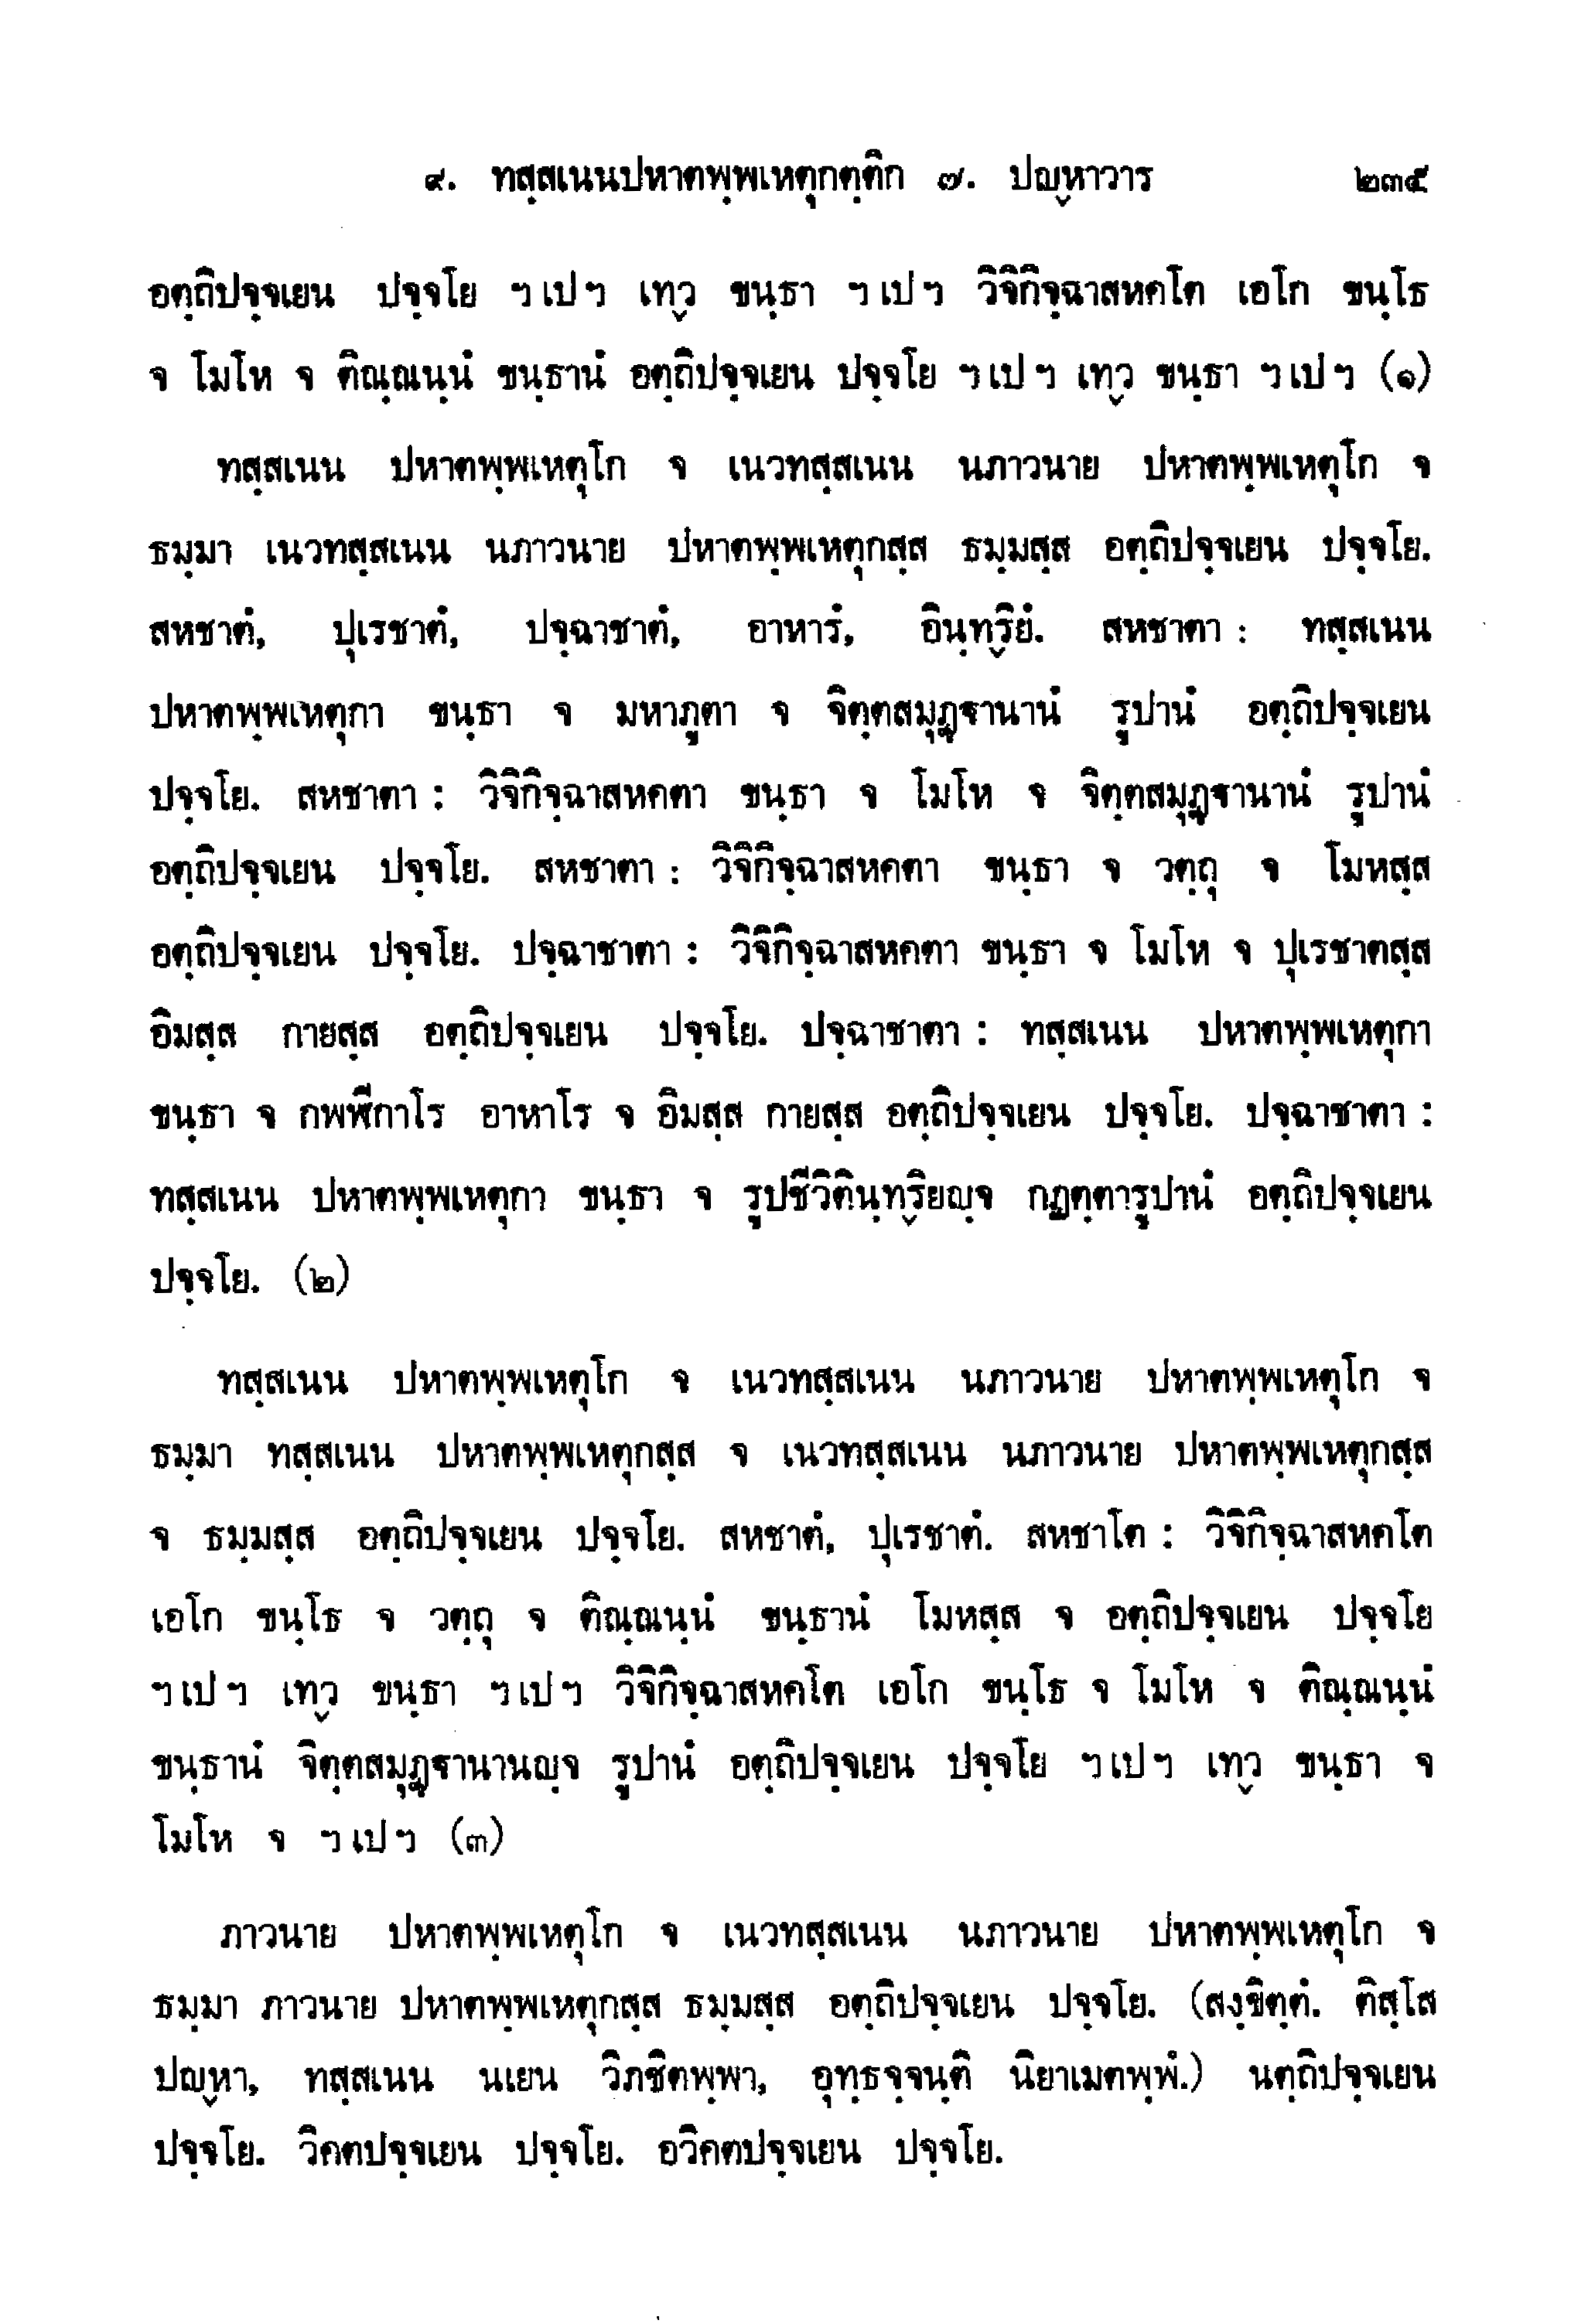 ๙. ทสฺสเนนปหาตพฺพเหตุกตฺติก ๗. ปญฺหาวาร ๒๓๕
อตฺถิปจฺจเยน ปจฺจโย ฯ เป ฯ เทฺว ขนฺธา ฯ เป ฯ วิจิกิจฺฉาสหคโต เอโก ขนฺโธ
จ โมโห จ ติณฺณนฺนํ ขนฺธานํ อตฺถิปจฺจเยน ปจฺจโย ฯ เป ฯ เทฺว ขนฺธา ฯ เป ฯ (๑)
ทสฺสเนน ปหาตพฺพเหตุโก จ เนวทสฺสเนน นภาวนาย ปหาตพฺพเหตุโก จ
ธมฺมา เนวทสฺสเนน นภาวนาย ปหาตพฺพเหตุกสฺส ธมฺมสฺส อตฺถิปจฺจเยน ปจฺจโย.
สหชาตํ, ปุเรชาตํ, ปจฺฉาชาตํ, อาหารํ, อินฺทฺริยํ. สหชาตา : ทสฺสเนน
ปหาตพฺพเหตุกา ขนฺธา จ มหาภูตา จ จิตฺตสมุฏฺฐานานํ รูปานํ อตฺถิปจฺจเยน
ปจฺจโย. สหชาตา : วิจิกิจฺฉาสหคตา ขนฺธา จ โมโห จ จิตฺตสมุฏฺฐานานํ รูปานํ
อตฺถิปจฺจเยน ปจฺจโย. สหชาตา : วิจิกิจฺฉาสหคตา ขนฺธา จ วตฺถุ จ โมหสฺส
อตฺถิปจฺจเยน ปจฺจโย. ปจฺฉาชาตา : วิจิกิจฺฉาสหคตา ขนฺธา จ โมโห จ ปุเรชาตสฺส
อิมสฺส กายสฺส อตฺถิปจฺจเยน ปจฺจโย. ปจฺฉาชาตา : ทสฺสเนน ปหาตพฺพเหตุกา
ขนฺธา จ กพฬีกาโร อาหาโร จ อิมสฺส กายสฺส อตฺถิปจฺจเยน ปจฺจโย. ปจฺฉาชาตา :
ทสฺสเนน ปหาตพฺพเหตุกา ขนฺธา จ รูปชีวิตินฺทฺริยญฺจ กฏตฺตารูปานํ อตฺถิปจฺจเยน
ปจฺจโย. (๒)
ทสฺสเนน ปหาตพฺพเหตุโก จ เนวทสฺสเนน นภาวนาย ปหาตพฺพเหตุโก จ
ธมฺมา ทสฺสเนน ปหาตพฺพเหตุกสฺส จ เนวทสฺสเนน นภาวนาย ปหาตพฺพเหตุกสฺส
จ ธมฺมสฺส อตฺถิปจฺจเยน ปจฺจโย. สหชาตํ, ปุเรชาตํ. สหชาโต : วิจิกิจฺฉาสหคโต
เอโก ขนฺโธ จ วตฺถุ จ ติณฺณนฺนํ ขนฺธานํ โมหสฺส จ อตฺถิปจฺจเยน ปจฺจโย
ฯ เป ฯ เทฺว ขนฺธา ฯ เป ฯ วิจิกิจฺฉาสหคโต เอโก ขนฺโธ จ โมโห จ ติณฺณนฺนํ
ขนฺธานํ จิตฺตสมุฏฺฐานานญฺจ รูปานํ อตฺถิปจฺจเยน ปจฺจโย ฯ เป ฯ เทฺว ขนฺธา จ
โมโห จ ฯ เป ฯ (๓)
ภาวนาย ปหาตพฺพเหตุโก จ เนวทสฺสเนน นภาวนาย ปหาตพฺพเหตุโก จ
ธมฺมา ภาวนาย ปหาตพฺพเหตุกสฺส ธมฺมสฺส อตฺถิปจฺจเยน ปจฺจโย. (สงฺขิตฺตํ. ติสฺโส
ปญฺหา, ทสฺสเนน นเยน วิภชิตพฺพา, อุทฺธจฺจนฺติ นิยาเมตพฺพํ.) นตฺถิปจฺจเยน
ปจฺจโย. วิคตปจฺจเยน ปจฺจโย. อวิคตปจฺจเยน ปจฺจโย.